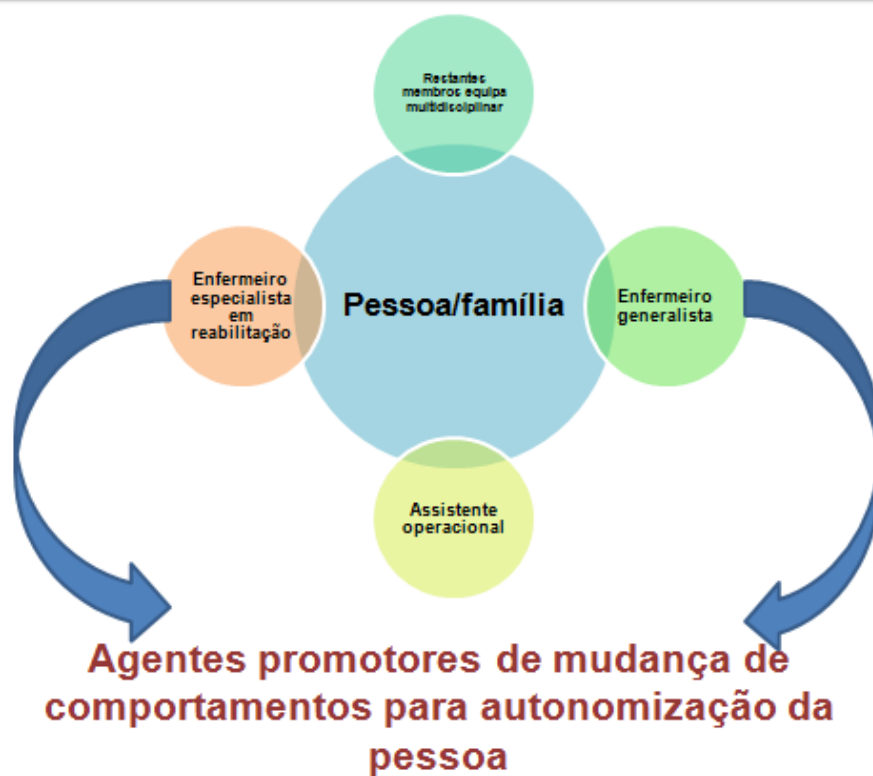 Restantes
membros equipa
multidisciplinar
Enfermeiro
especialista
em
reabilitação
Pessoa/família
Enfermeiro
generalista
Assistente
operacional
Agentes promotores de mudança de
comportamentos para autonomização da
pessoa